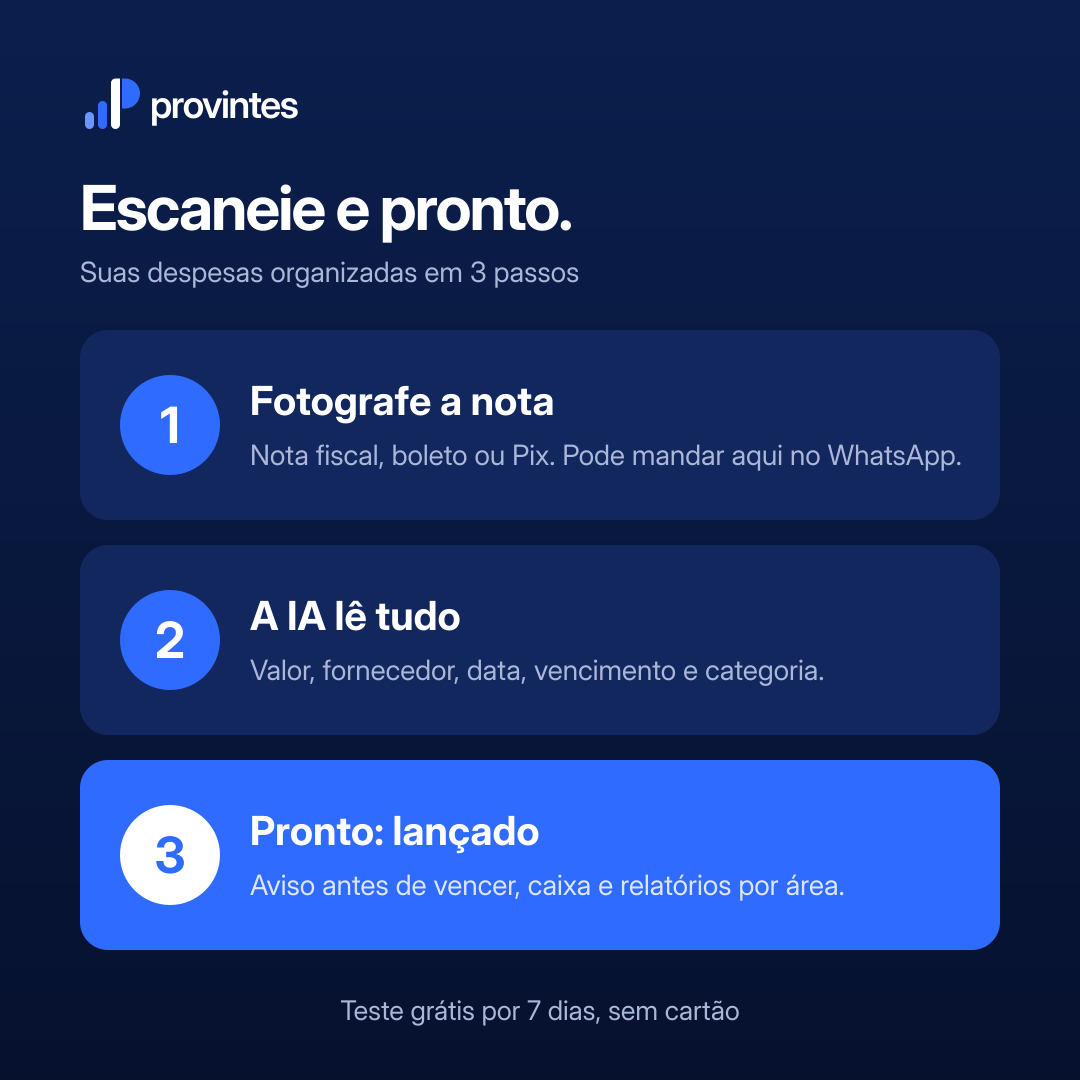 provintes
Escaneie e pronto.
Suas despesas organizadas em 3 passos
1
Fotografe a nota
Nota fiscal, boleto ou Pix. Pode mandar aqui no WhatsApp.
2
A IA lê tudo
Valor, fornecedor, data, vencimento e categoria.
3
Pronto: lançado
Aviso antes de vencer, caixa e relatórios por área.
Teste grátis por 7 dias, sem cartão